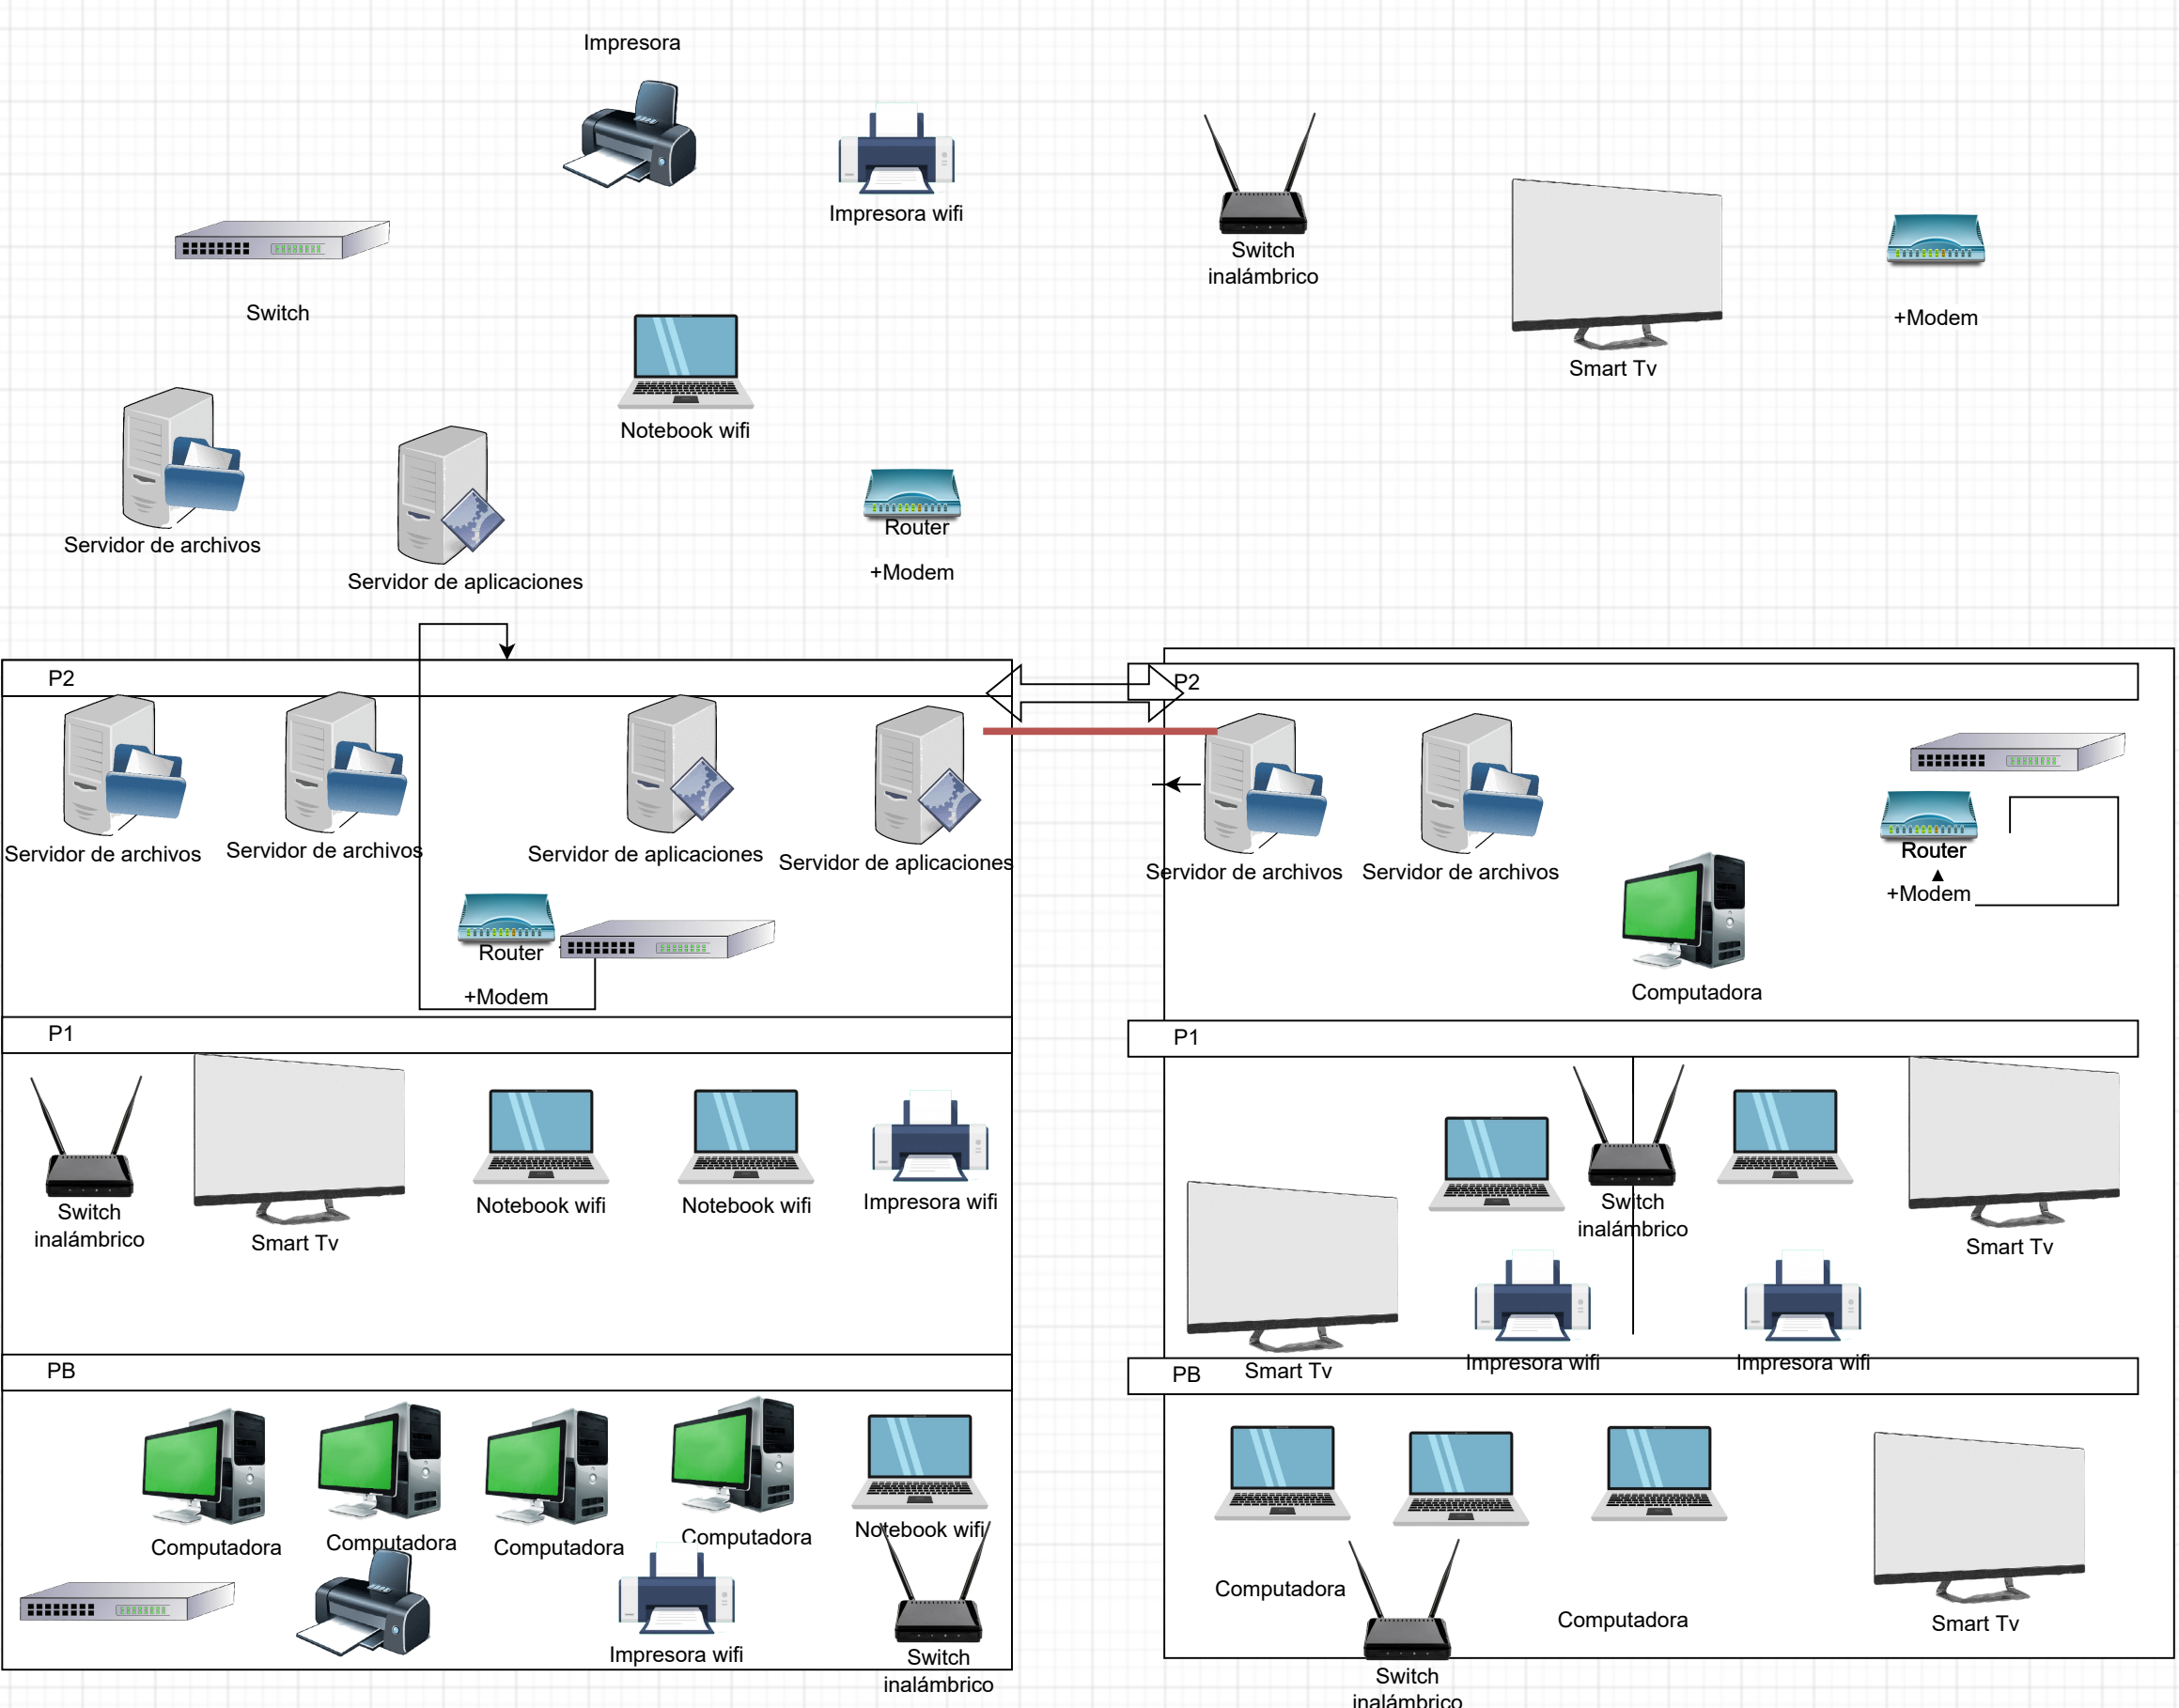 Impresora
Impresora wifi
Switch
inalámbrico
Switch
+Modem
Smart Tv
Notebook wifi
Servidor de archivos
Router
+Modem
Servidor de aplicaciones
P2
Servidor de archivos
Servidor de archivos
Servidor de aplicaciones
Servidor de aplicaciones
Router
+Modem
P1
Switch
inalámbrico
Smart Tv
Notebook wifi
Notebook wifi
Impresora wifi
PB
Computadora
Computadora
Computadora
Computadora
Notebook wifi
Impresora wifi
Switch
inalámbrico
P2
Servidor de archivos
Servidor de archivos
Router
+Modem
Computadora
P1
Switch
inalámbrico
Smart Tv
Smart Tv
Impresora wifi
Impresora wifi
PB
Computadora
Computadora
Smart Tv
Switch
inalámbrico